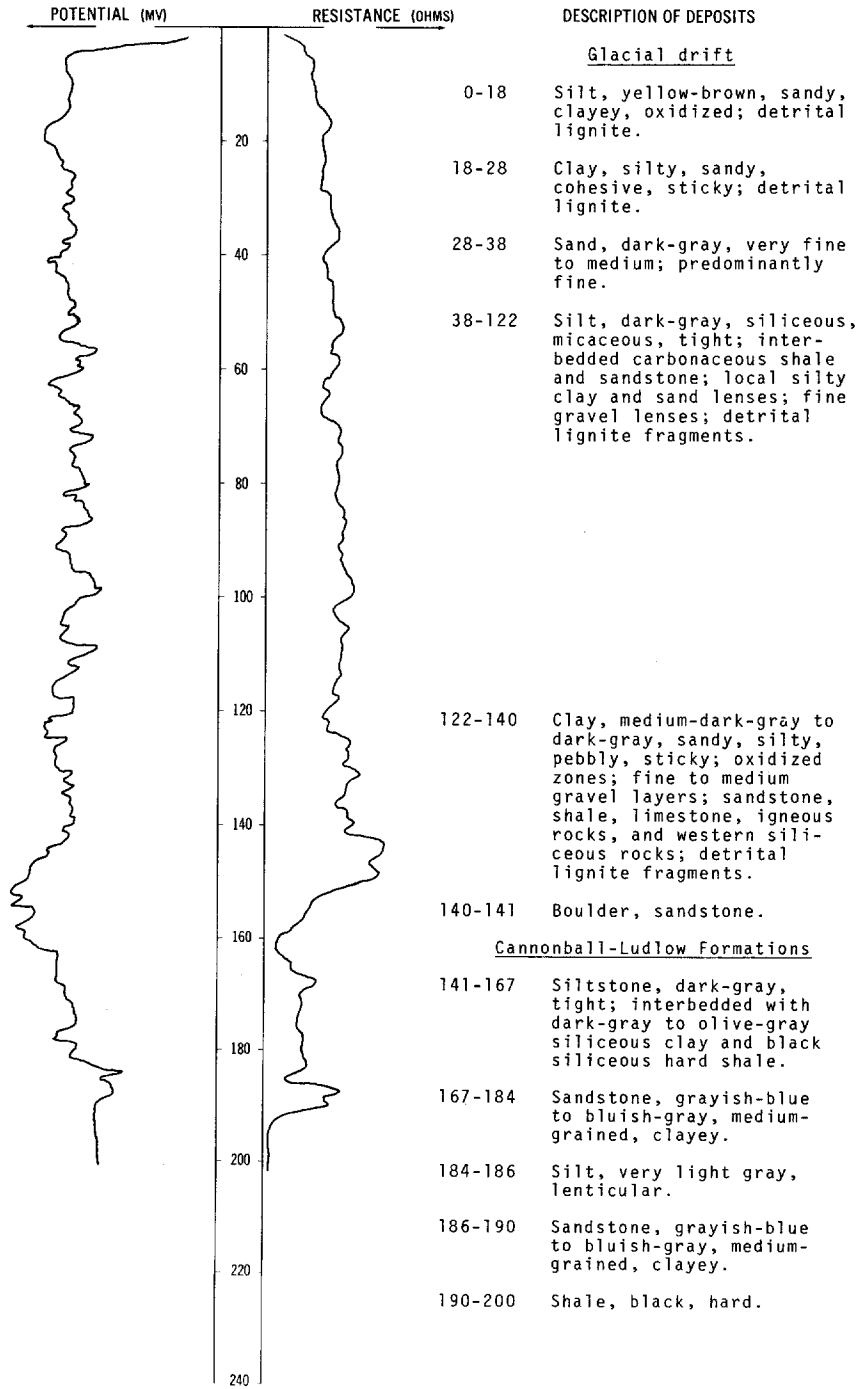 POTENTIAL (MV) RESISTANCE (OHMS) DESCRIPTION OF DEPOSITS
Glacial drift
0-18 Silt, yellow-brown, sandy,
clayey, oxidized; detrital
lignite.
20
18-28 Clay, silty, sandy,
cohesive, sticky; detrital
lignite.
28-38 Sand, dark-gray, very fine
to medium; predominantly
fine.
40
38-122 Silt, dark-gray, siliceous,
micaceous, tight; inter-
bedded carbonaceous shale
and sandstone; local silty
clay and sand lenses; fine
gravel lenses; detrital
lignite fragments.
60
80
100
120
122-140 Clay, medium-dark-gray to
dark-gray, sandy, silty,
pebbly, sticky; oxidized
zones; fine to medium
gravel layers; sandstone,
shale, limestone, igneous
rocks, and western sili-
ceous rocks; detrital
lignite fragments.
140
140-141 Boulder, sandstone.
160
Cannonball-Ludlow Formations
141-167 Siltstone, dark-gray,
tight; interbedded with
dark-gray to olive-gray
siliceous clay and black
siliceous hard shale.
180
167-184 Sandstone, grayish-blue
to bluish-gray, medium-
grained, clayey.
200
184-186 Silt, very light gray,
lenticular.
186-190 Sandstone, grayish-blue
to bluish-gray, medium-
grained, clayey.
220
190-200 Shale, black, hard.
240